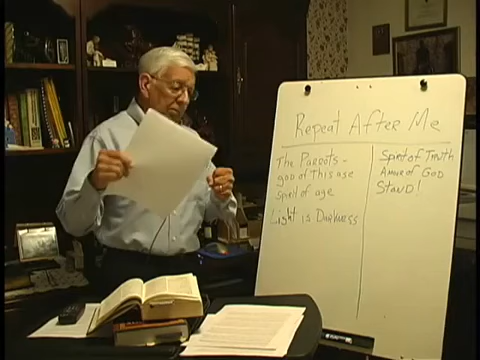 Repeat After Me
The Parrots -
god of this age
spirit of age
Light is Darkness
Spirit of Truth
Armor of GOD
Stand!